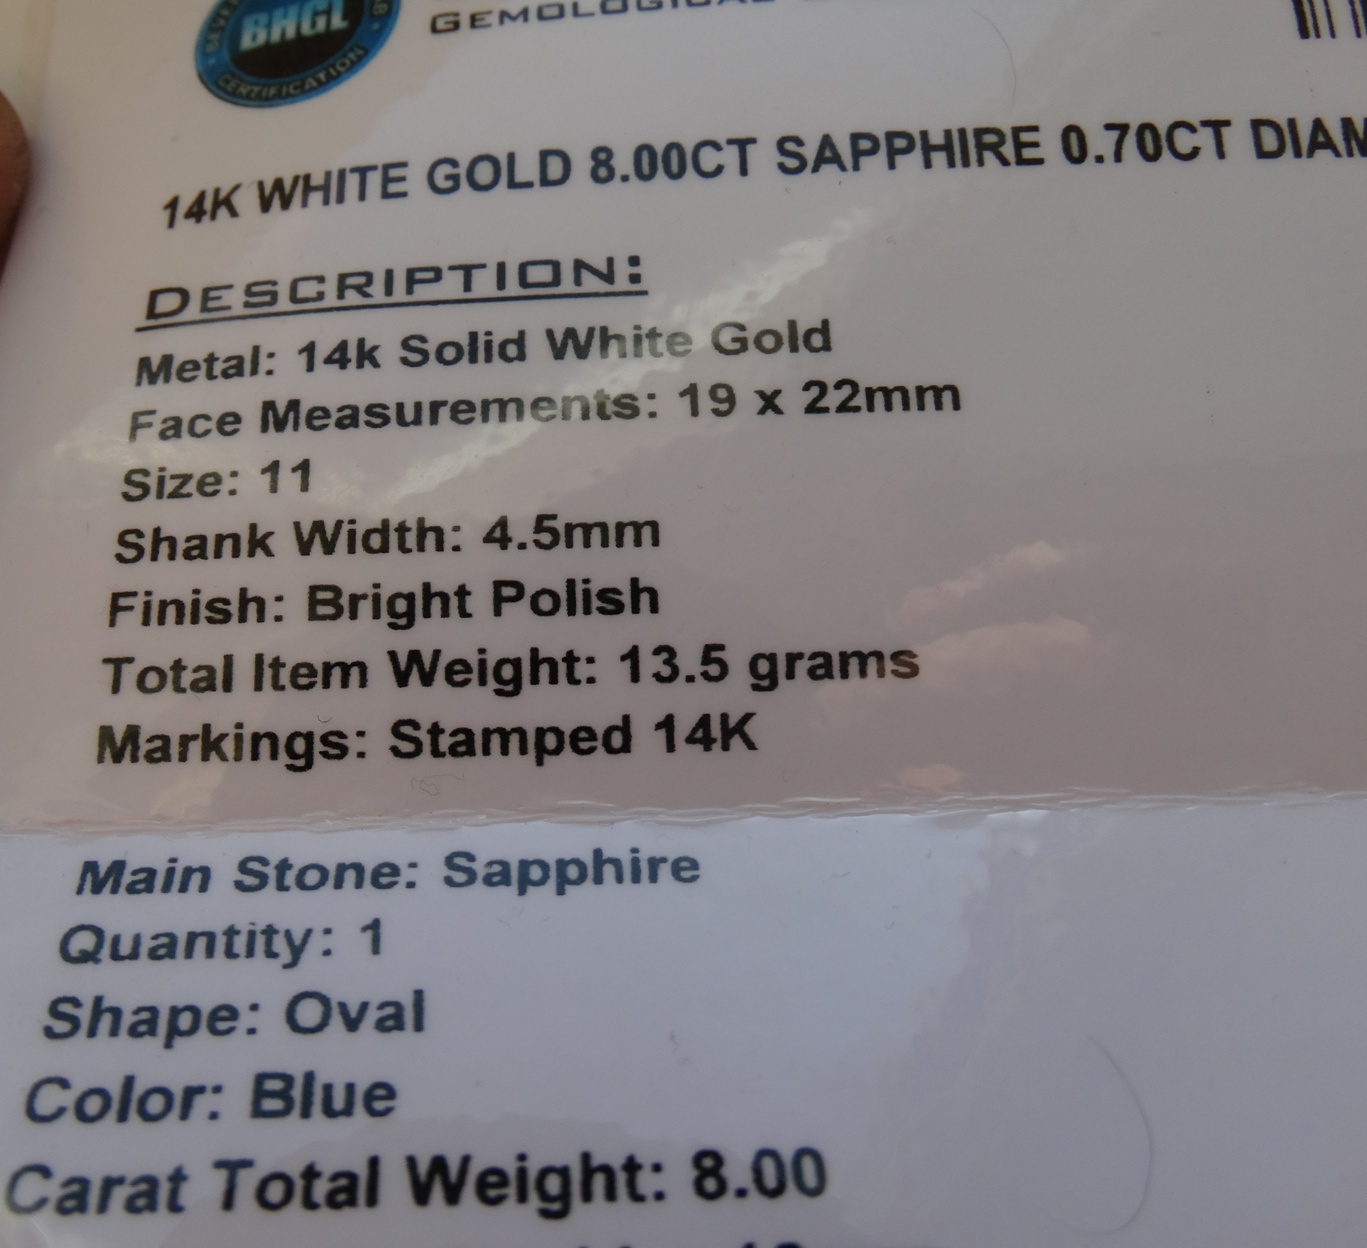 BHGL
CERTIFICATION
GEMOLOGICAL
14K WHITE GOLD 8.00CT SAPPHIRE 0.70CT DIAM
DESCRIPTION:
Metal: 14k Solid White Gold
Face Measurements: 19 x 22mm
Size: 11
Shank Width: 4.5mm
Finish: Bright Polish
Total Item Weight: 13.5 grams
Markings: Stamped 14K
Main Stone: Sapphire
Quantity: 1
Shape: Oval
Color: Blue
Carat Total Weight: 8.00